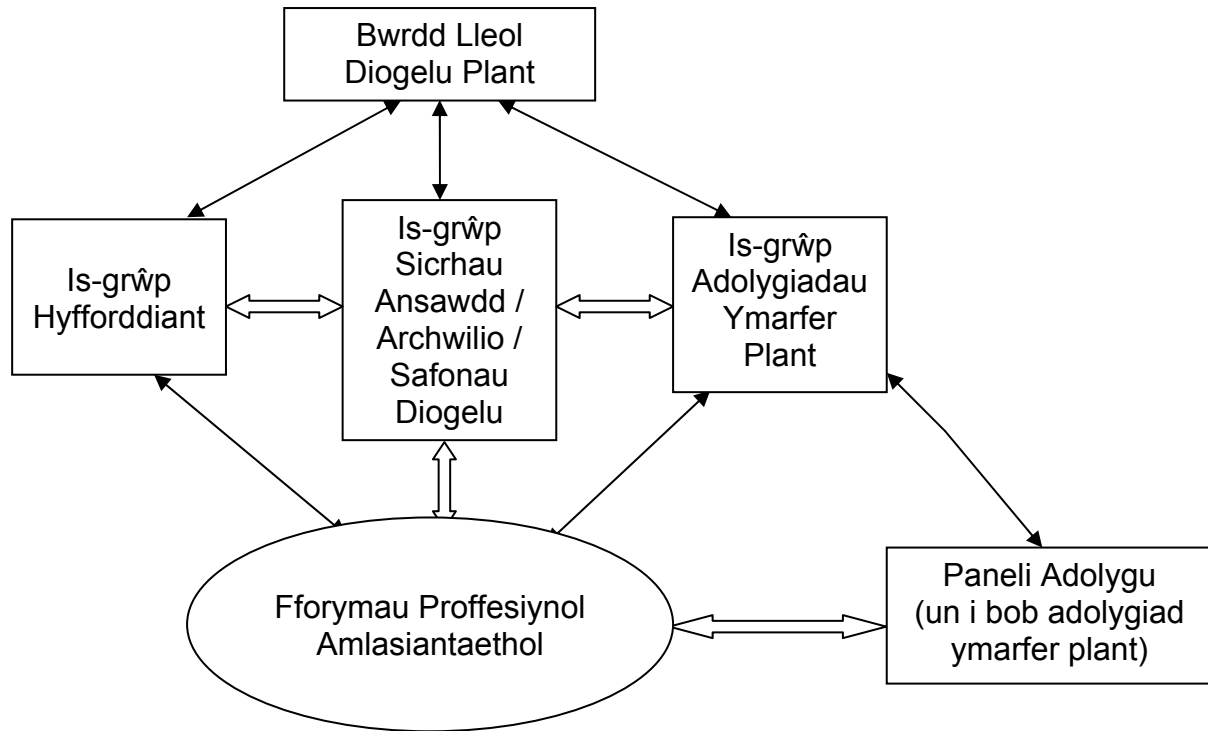 Bwrdd Lleol
Diogelu Plant
Is-grŵp
Hyfforddiant
Is-grŵp
Sicrhau
Ansawdd /
Archwilio /
Safonau
Diogelu
Is-grŵp
Adolygiadau
Ymarfer
Plant
Fforymau Proffesiynol
Amlasiantaethol
Paneli Adolygu
(un i bob adolygiad
ymarfer plant)